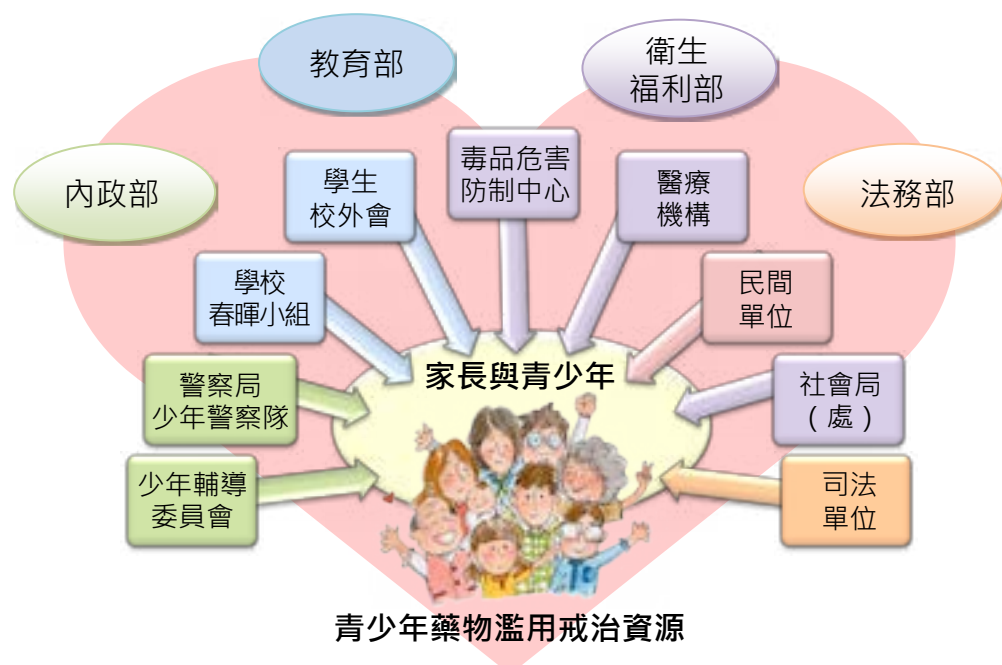 教育部
衛生
福利部
內政部
法務部
學生
校外會
毒品危害
防制中心
醫療
機構
學校
春暉小組
民間
單位
警察局
少年警察隊
家長與青少年
社會局
（處）
少年輔導
委員會
司法
單位
青少年藥物濫用戒治資源